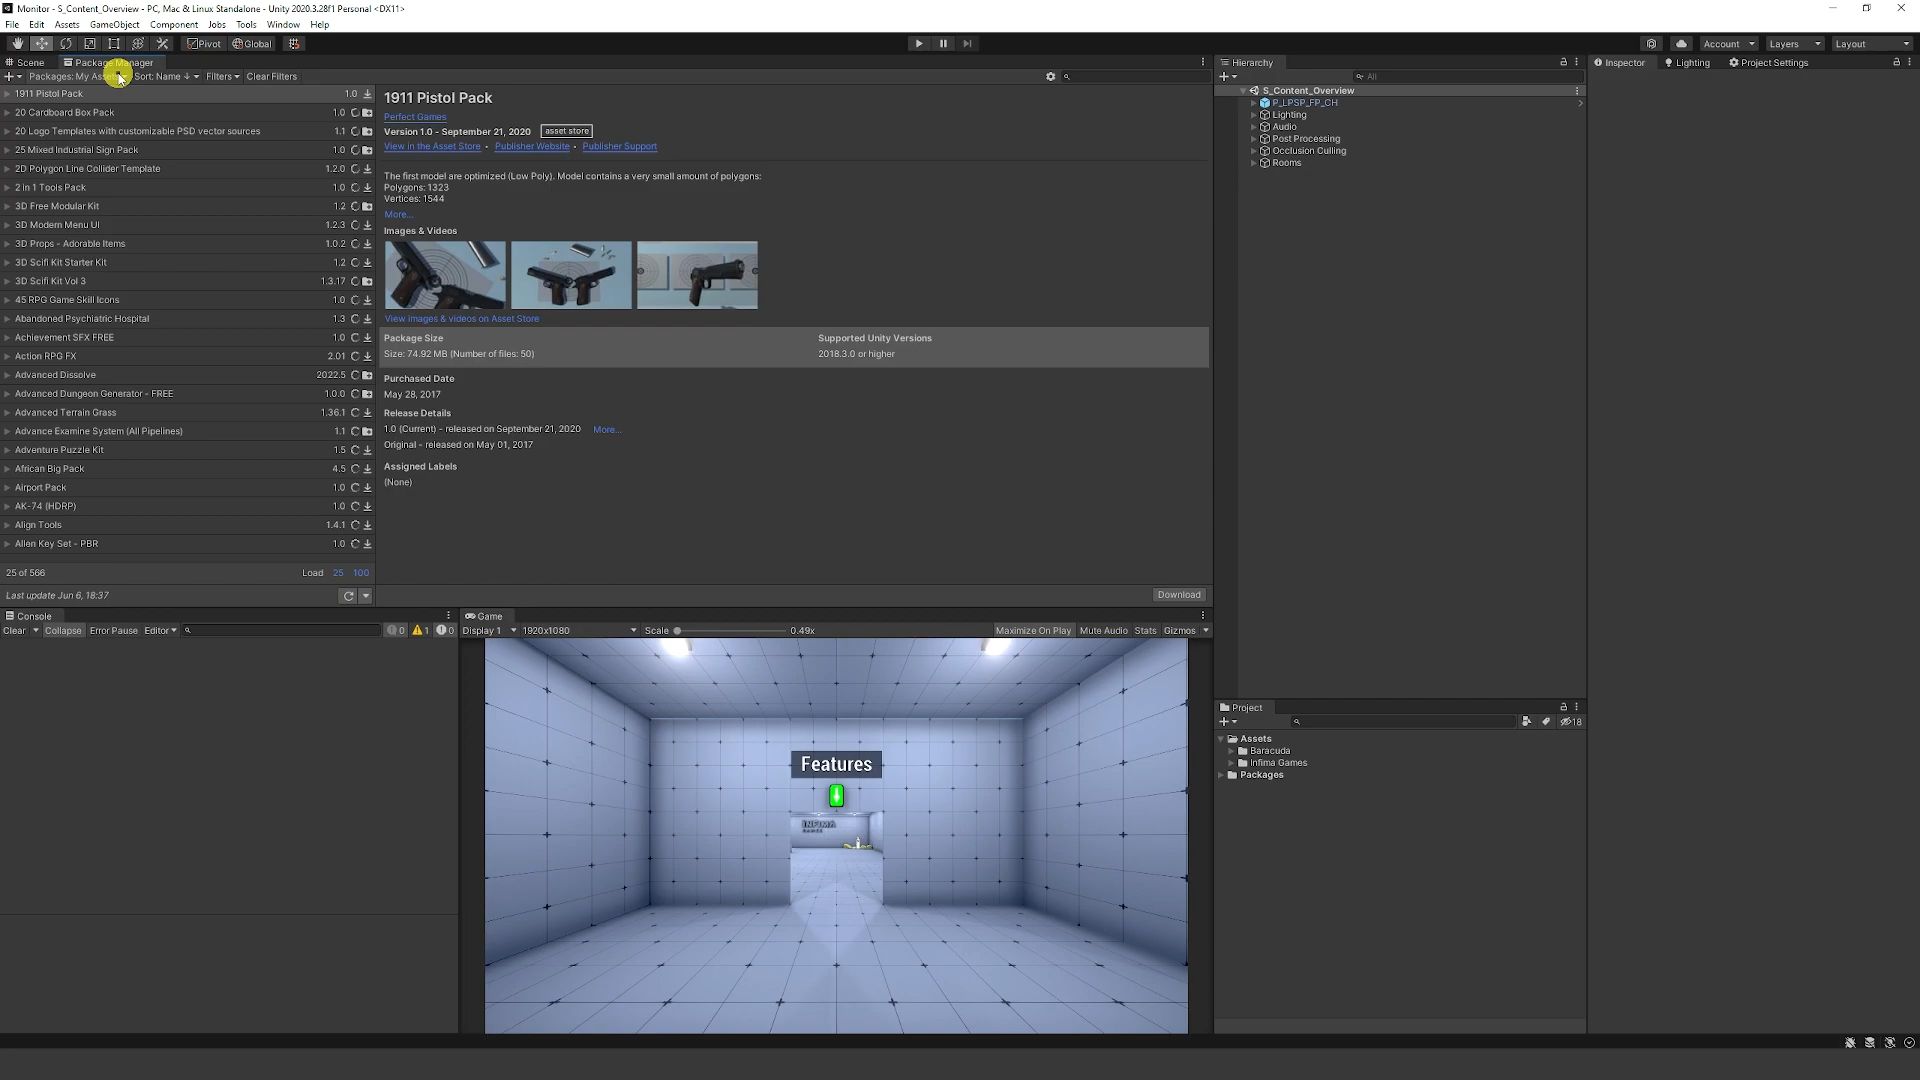 Monitor - S_Content_Overview - PC, Mac & Linux Standalone - Unity 2020.3.28f1 Personal <DX11>
File Edit Assets GameObject Component Jobs Tools Window Help
Pivot Global
Account Layers Layout
Scene Package Manager
Packages: My Assets Sort: Name ↓ Filters Clear Filters
1911 Pistol Pack 1.0
20 Cardboard Box Pack 1.0
20 Logo Templates with customizable PSD vector sources 1.1
25 Mixed Industrial Sign Pack 1.0
2D Polygon Line Collider Template 1.2.0
2 in 1 Tools Pack 1.0
3D Free Modular Kit 1.2
3D Modern Menu UI 1.2.3
3D Props - Adorable Items 1.0.2
3D Scifi Kit Starter Kit 1.2
3D Scifi Kit Vol 3 1.3.17
45 RPG Game Skill Icons 1.0
Abandoned Psychiatric Hospital 1.3
Achievement SFX FREE 1.0
Action RPG FX 2.01
Advanced Dissolve 2022.5
Advanced Dungeon Generator - FREE 1.0.0
Advanced Terrain Grass 1.36.1
Advance Examine System (All Pipelines) 1.1
Adventure Puzzle Kit 1.5
African Big Pack 4.5
Airport Pack 1.0
AK-74 (HDRP) 1.0
Align Tools 1.4.1
Allen Key Set - PBR 1.0
25 of 566 Load 25 100
Last update Jun 6, 18:37
1911 Pistol Pack
Perfect Games
Version 1.0 - September 21, 2020 asset store
View in the Asset Store • Publisher Website • Publisher Support
The first model are optimized (Low Poly). Model contains a very small amount of polygons:
Polygons: 1323
Vertices: 1544
More...
Images & Videos
View images & videos on Asset Store
Package Size Supported Unity Versions
Size: 74.92 MB (Number of files: 50) 2018.3.0 or higher
Purchased Date
May 28, 2017
Release Details
1.0 (Current) - released on September 21, 2020 More...
Original - released on May 01, 2017
Assigned Labels
(None)
Download
Console
Clear Collapse Error Pause Editor 0 1 0
Game
Display 1 1920x1080 Scale 0.49x Maximize On Play Mute Audio Stats Gizmos
Features
INFIMA
GAMES
Hierarchy
All
S_Content_Overview
P_LPSP_FP_CH
Lighting
Audio
Post Processing
Occlusion Culling
Rooms
Project
18
Assets
Baracuda
Infima Games
Packages
Inspector Lighting Project Settings